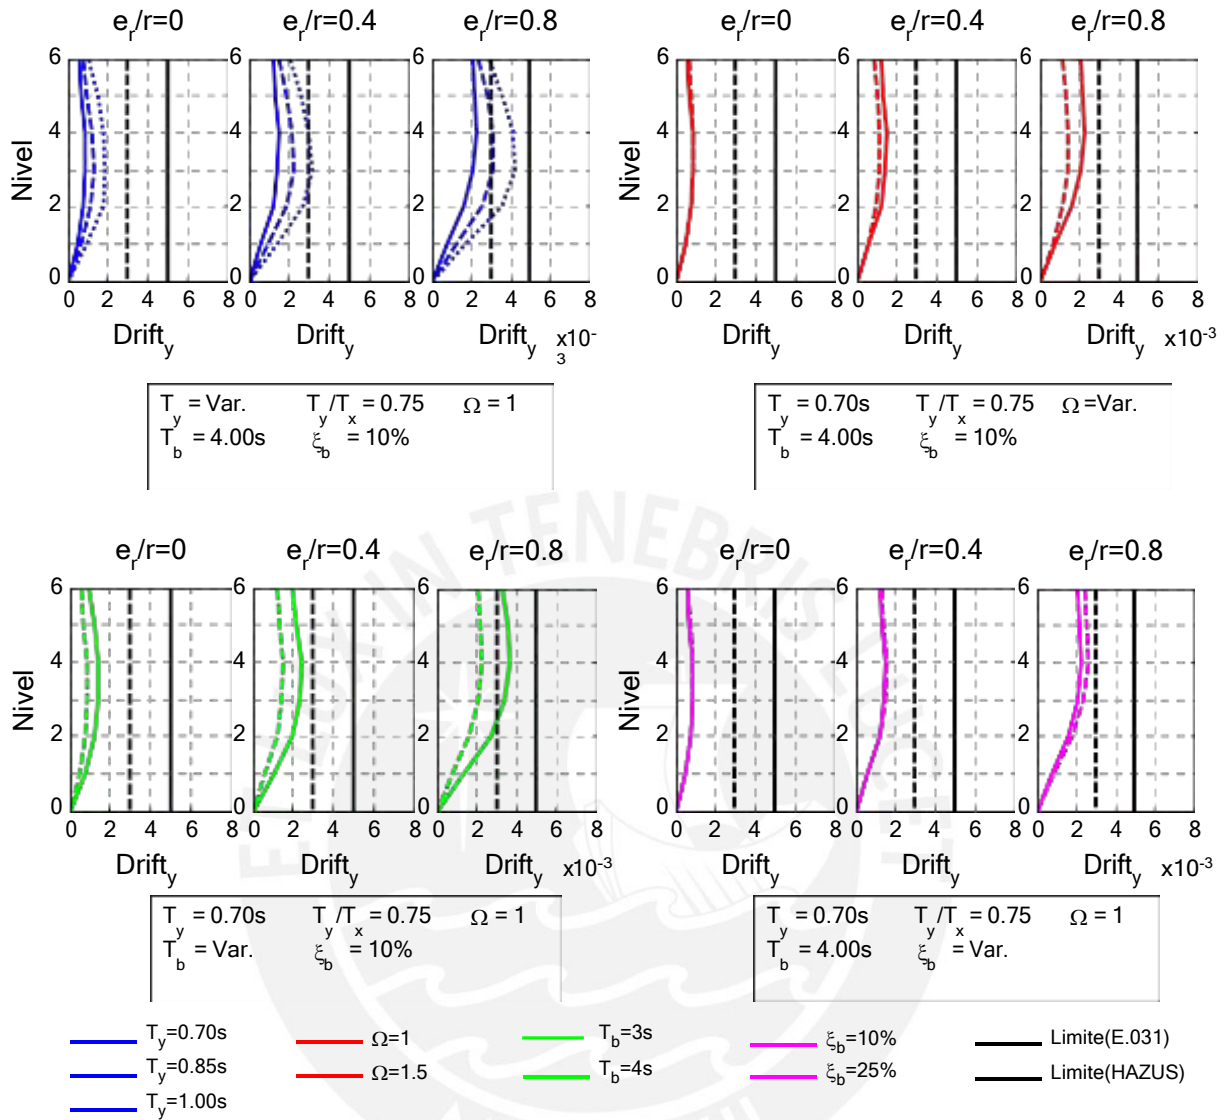 e_r/r=0 e_r/r=0.4 e_r/r=0.8
6 6 6
4 4 4
2 2 2
0 0 0
Nivel
0 2 4 6 8 0 2 4 6 8 0 2 4 6 8
Drift_y Drift_y Drift_y x10-3
T_y = Var. T_y/T_x = 0.75 Ω = 1
T_b = 4.00s ξ_b = 10%
e_r/r=0 e_r/r=0.4 e_r/r=0.8
6 6 6
4 4 4
2 2 2
0 0 0
Nivel
0 2 4 6 8 0 2 4 6 8 0 2 4 6 8
Drift_y Drift_y Drift_y x10-3
T_y = 0.70s T_y/T_x = 0.75 Ω =Var.
T_b = 4.00s ξ_b = 10%
e_r/r=0 e_r/r=0.4 e_r/r=0.8
6 6 6
4 4 4
2 2 2
0 0 0
Nivel
0 2 4 6 8 0 2 4 6 8 0 2 4 6 8
Drift_y Drift_y Drift_y x10-3
T_y = 0.70s T_y/T_x = 0.75 Ω = 1
T_b = Var. ξ_b = 10%
e_r/r=0 e_r/r=0.4 e_r/r=0.8
6 6 6
4 4 4
2 2 2
0 0 0
Nivel
0 2 4 6 8 0 2 4 6 8 0 2 4 6 8
Drift_y Drift_y Drift_y x10-3
T_y = 0.70s T_y/T_x = 0.75 Ω = 1
T_b = 4.00s ξ_b = Var.
T_y=0.70s Ω=1 T_b=3s ξ_b=10% Limite(E.031)
T_y=0.85s Ω=1.5 T_b=4s ξ_b=25% Limite(HAZUS)
T_y=1.00s
ET LUX IN TENEBRIS LUCET